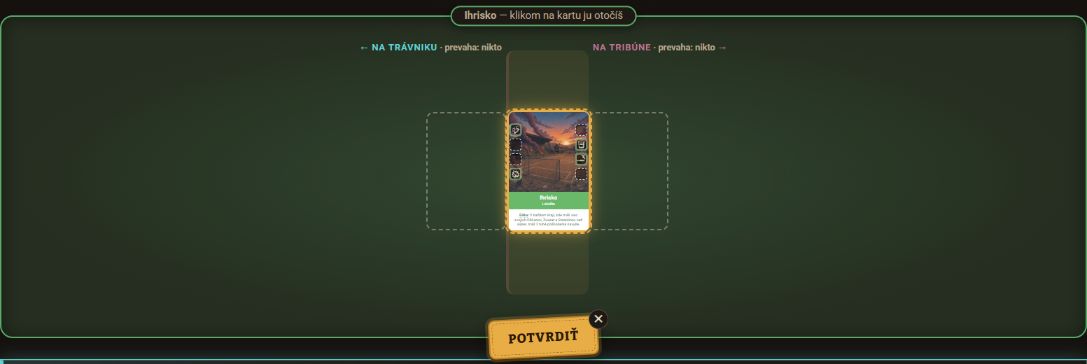 Ihrisko — klikom na kartu ju otočíš
← NA TRÁVNIKU · prevaha: nikto
NA TRIBÚNE · prevaha: nikto →
Ihrisko
POTVRDIŤ